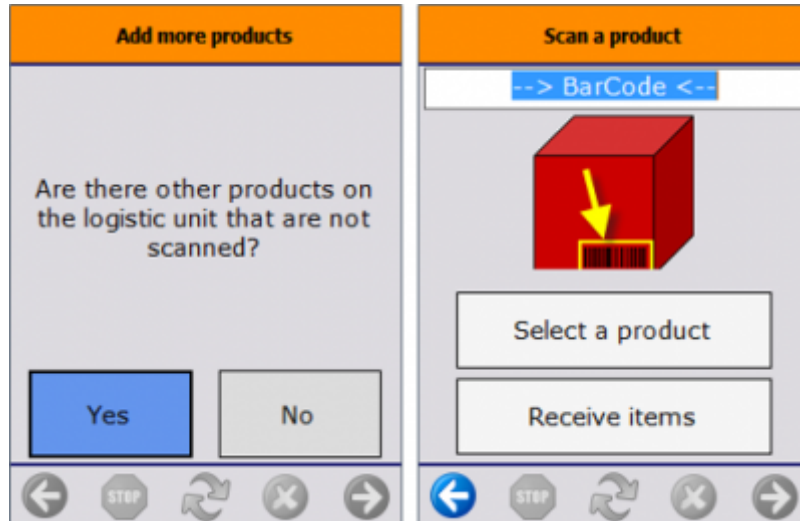 Add more products
Are there other products on
the logistic unit that are not
scanned?
Yes
No
STOP
Scan a product
--> BarCode <--
Select a product
Receive items
STOP